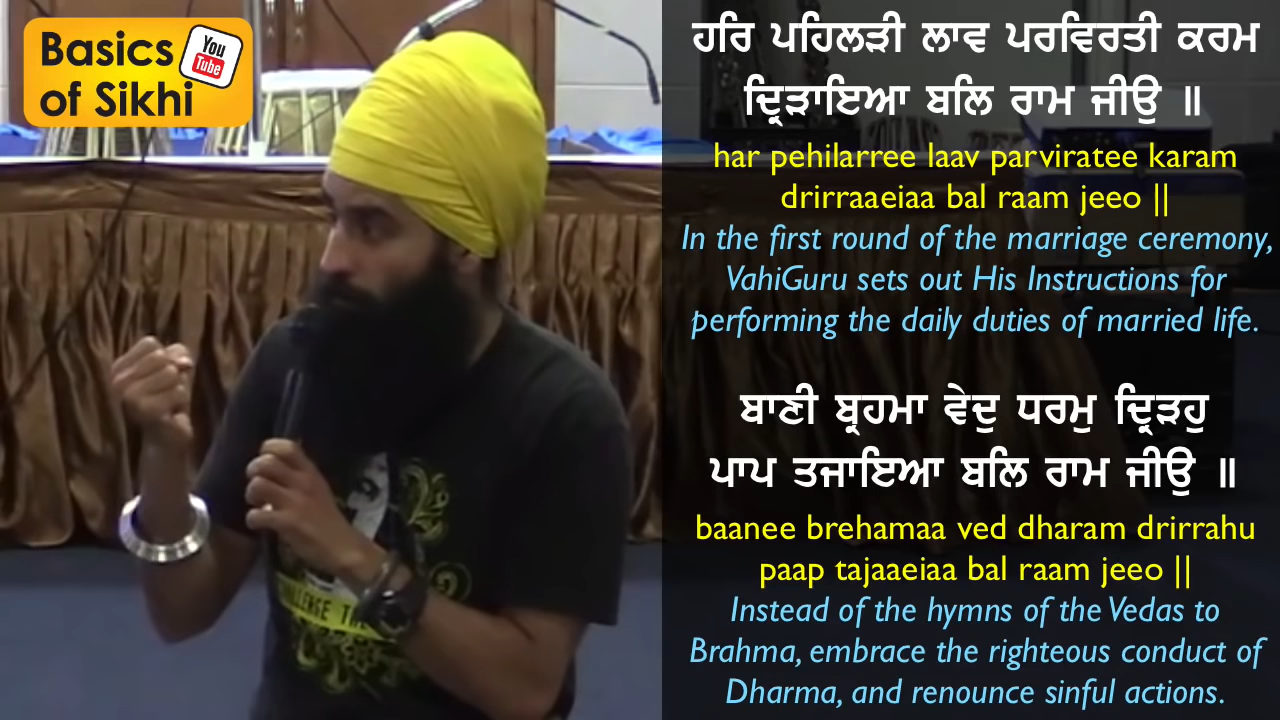 Basics
of Sikhi
You
Tube
ਹਰਿ ਪਹਿਲੜੀ ਲਾਵ ਪਰਵਿਰਤੀ ਕਰਮ
ਦ੍ਰਿੜਾਇਆ ਬਲਿ ਰਾਮ ਜੀਉ ॥
har pehilarree laav parviratee karam
drirraaeiaa bal raam jeeo ||
In the first round of the marriage ceremony,
VahiGuru sets out His Instructions for
performing the daily duties of married life.
ਬਾਣੀ ਬ੍ਰਹਮਾ ਵੇਦੁ ਧਰਮੁ ਦ੍ਰਿੜਹੁ
ਪਾਪ ਤਜਾਇਆ ਬਲਿ ਰਾਮ ਜੀਉ ॥
baanee brehamaa ved dharam drirrahu
paap tajaaeiaa bal raam jeeo ||
Instead of the hymns of the Vedas to
Brahma, embrace the righteous conduct of
Dharma, and renounce sinful actions.